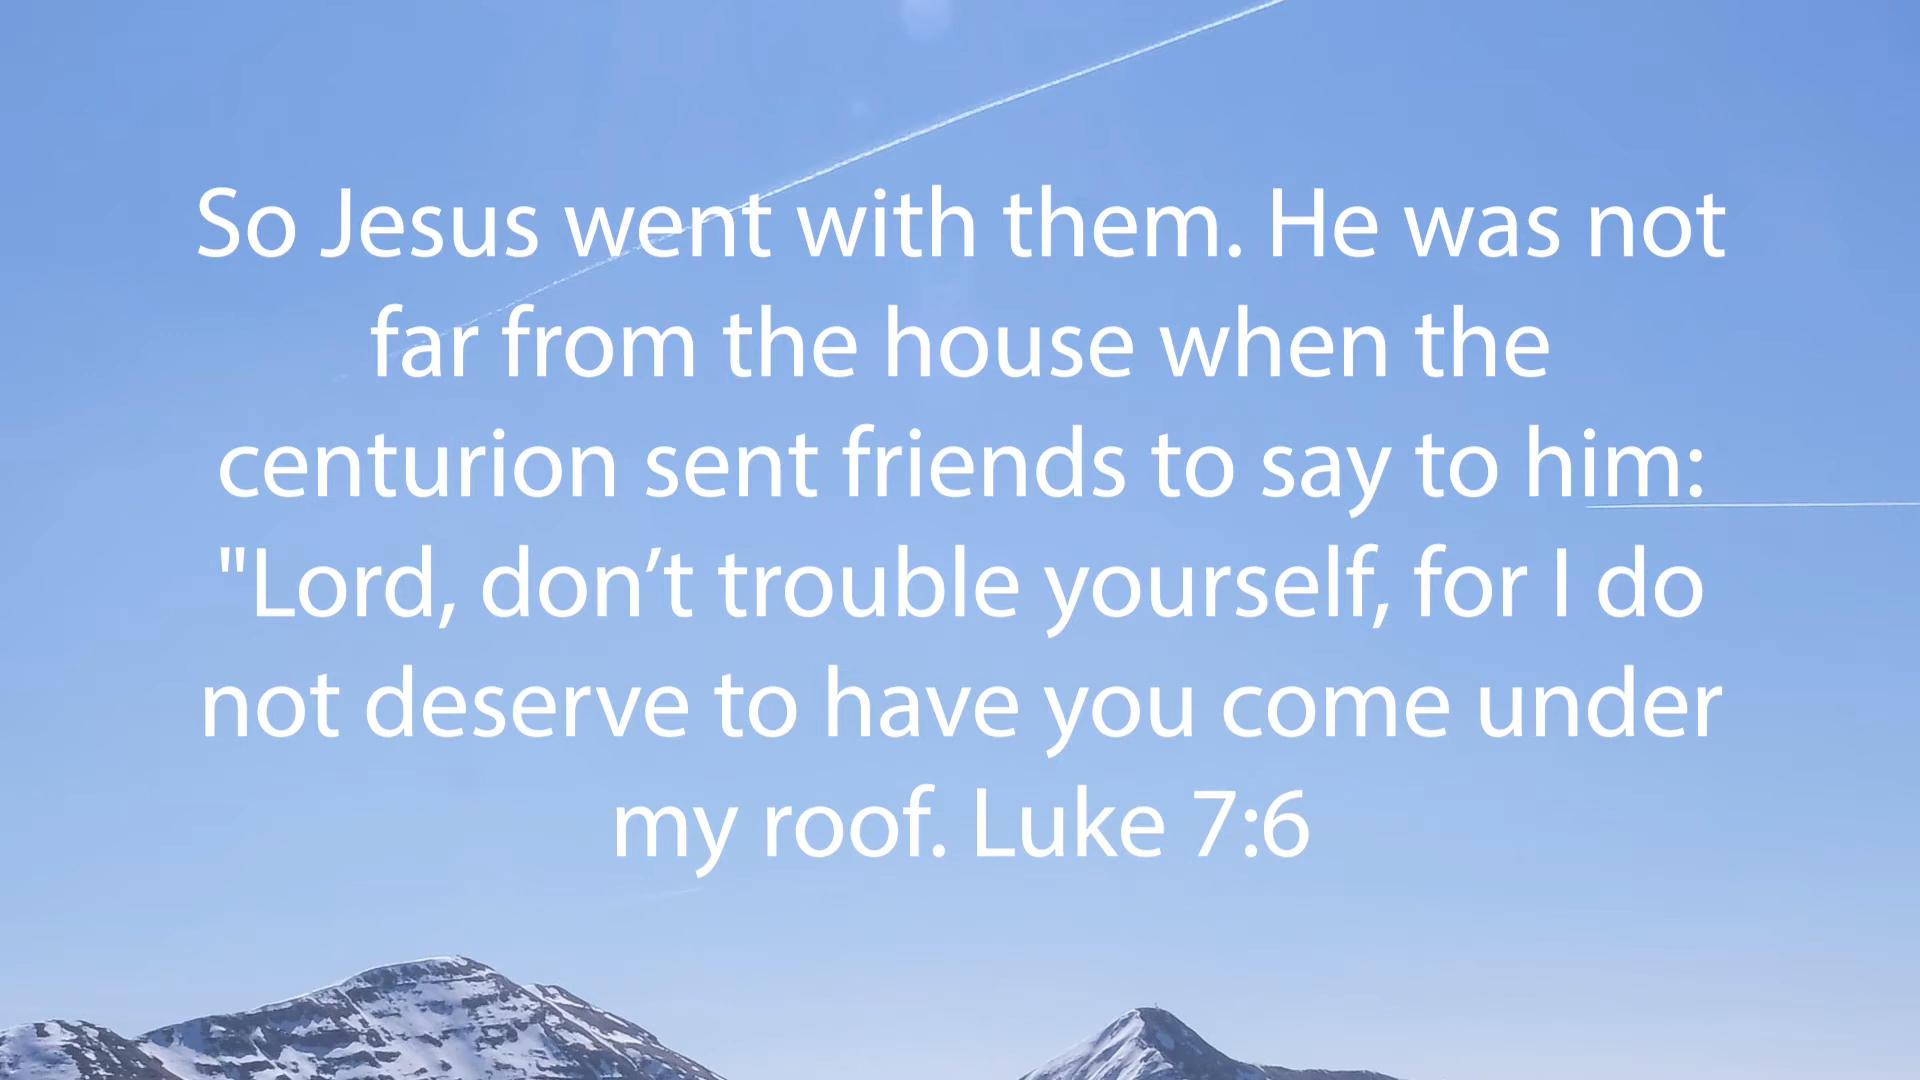 So Jesus went with them. He was not
far from the house when the
centurion sent friends to say to him:
"Lord, don’t trouble yourself, for I do
not deserve to have you come under
my roof. Luke 7:6